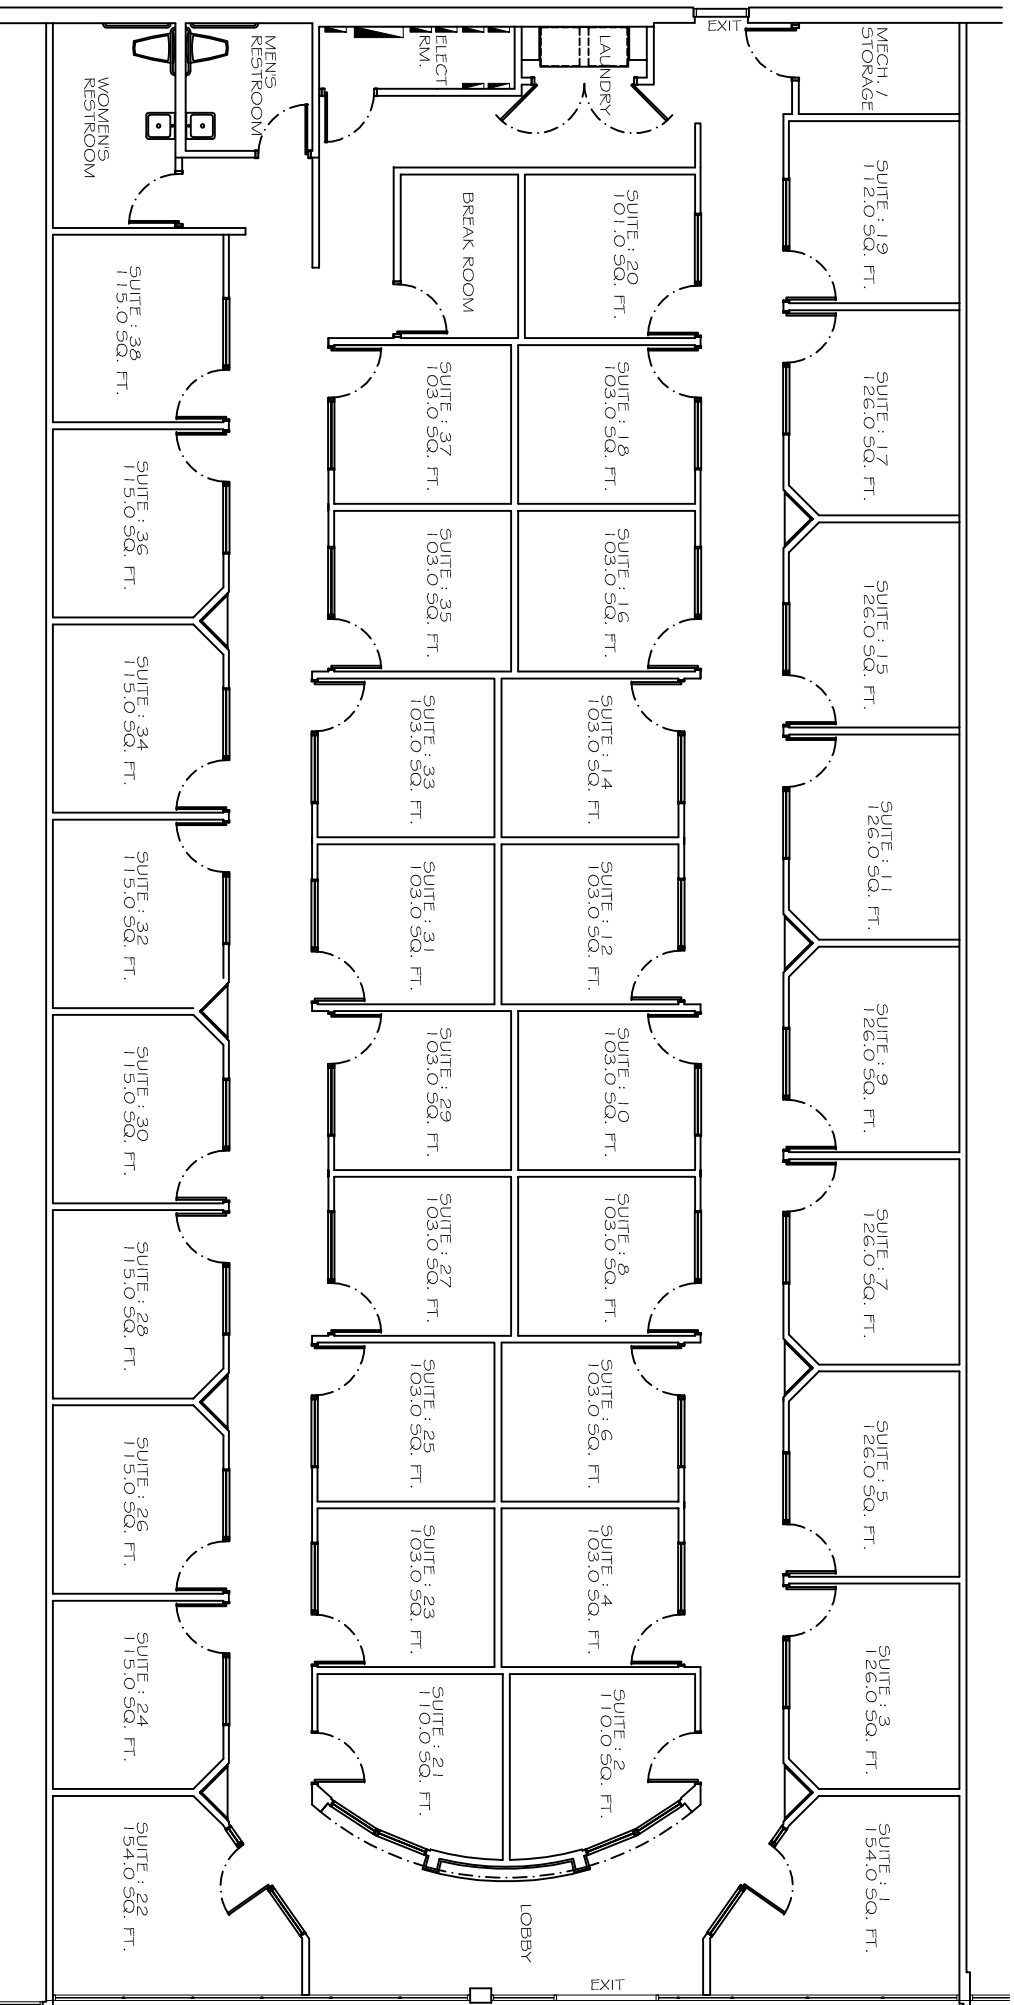 EXIT
MECH. /
STORAGE
LAUNDRY
ELECT
RM.
MEN'S
RESTROOM
WOMEN'S
RESTROOM
SUITE : 19
112.0 SQ. FT.
SUITE : 20
101.0 SQ. FT.
BREAK ROOM
SUITE : 38
115.0 SQ. FT.
SUITE : 17
126.0 SQ. FT.
SUITE : 18
103.0 SQ. FT.
SUITE : 37
103.0 SQ. FT.
SUITE : 36
115.0 SQ. FT.
SUITE : 15
126.0 SQ. FT.
SUITE : 16
103.0 SQ. FT.
SUITE : 35
103.0 SQ. FT.
SUITE : 34
115.0 SQ. FT.
SUITE : 11
126.0 SQ. FT.
SUITE : 14
103.0 SQ. FT.
SUITE : 33
103.0 SQ. FT.
SUITE : 32
115.0 SQ. FT.
SUITE : 12
103.0 SQ. FT.
SUITE : 31
103.0 SQ. FT.
SUITE : 9
126.0 SQ. FT.
SUITE : 10
103.0 SQ. FT.
SUITE : 29
103.0 SQ. FT.
SUITE : 30
115.0 SQ. FT.
SUITE : 7
126.0 SQ. FT.
SUITE : 8
103.0 SQ. FT.
SUITE : 27
103.0 SQ. FT.
SUITE : 28
115.0 SQ. FT.
SUITE : 5
126.0 SQ. FT.
SUITE : 6
103.0 SQ. FT.
SUITE : 25
103.0 SQ. FT.
SUITE : 26
115.0 SQ. FT.
SUITE : 3
126.0 SQ. FT.
SUITE : 4
103.0 SQ. FT.
SUITE : 23
103.0 SQ. FT.
SUITE : 24
115.0 SQ. FT.
SUITE : 2
110.0 SQ. FT.
SUITE : 21
110.0 SQ. FT.
SUITE : 1
154.0 SQ. FT.
SUITE : 22
154.0 SQ. FT.
LOBBY
EXIT